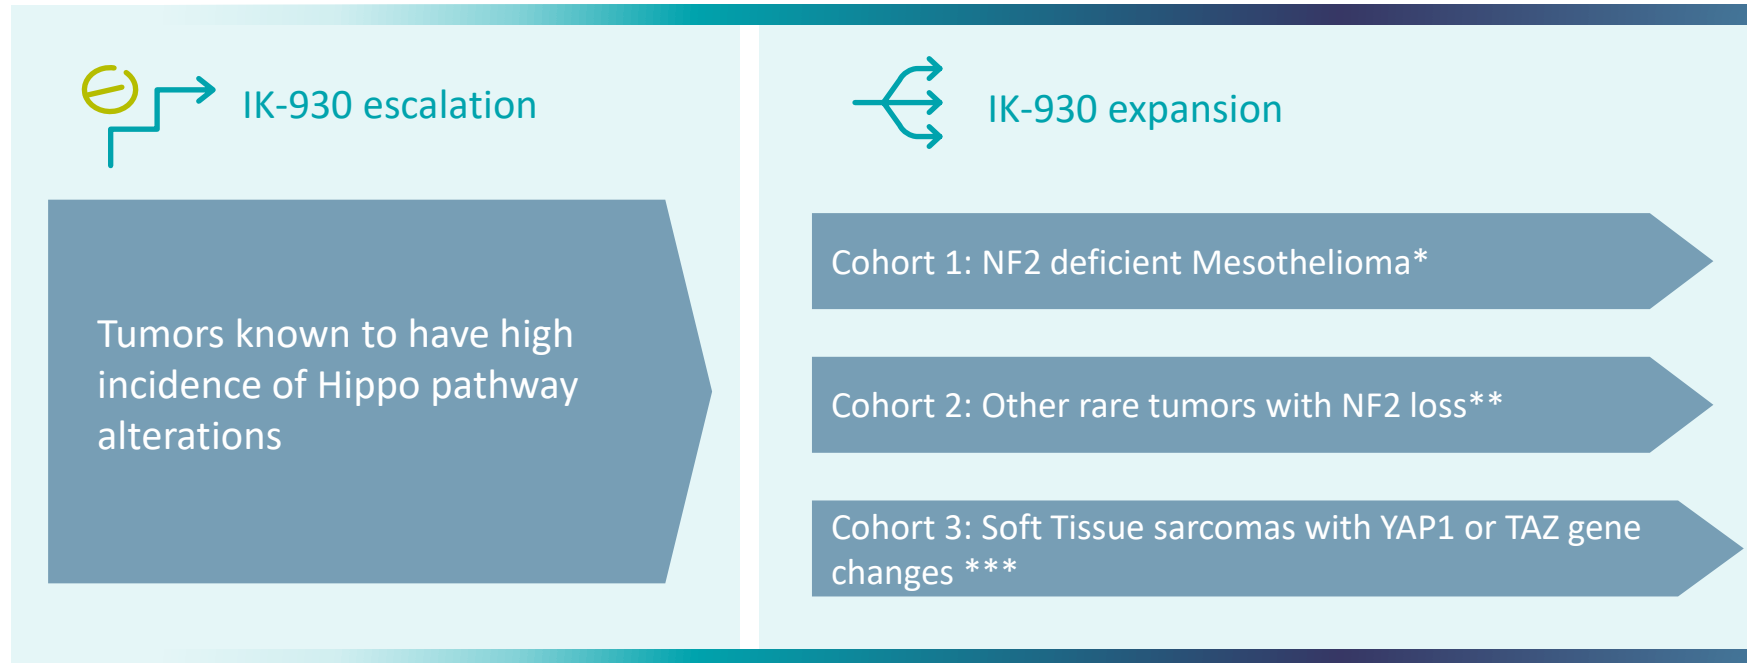 IK-930 escalation
Tumors known to have high
incidence of Hippo pathway
alterations
IK-930 expansion
Cohort 1: NF2 deficient Mesothelioma*
Cohort 2: Other rare tumors with NF2 loss**
Cohort 3: Soft Tissue sarcomas with YAP1 or TAZ gene
changes ***